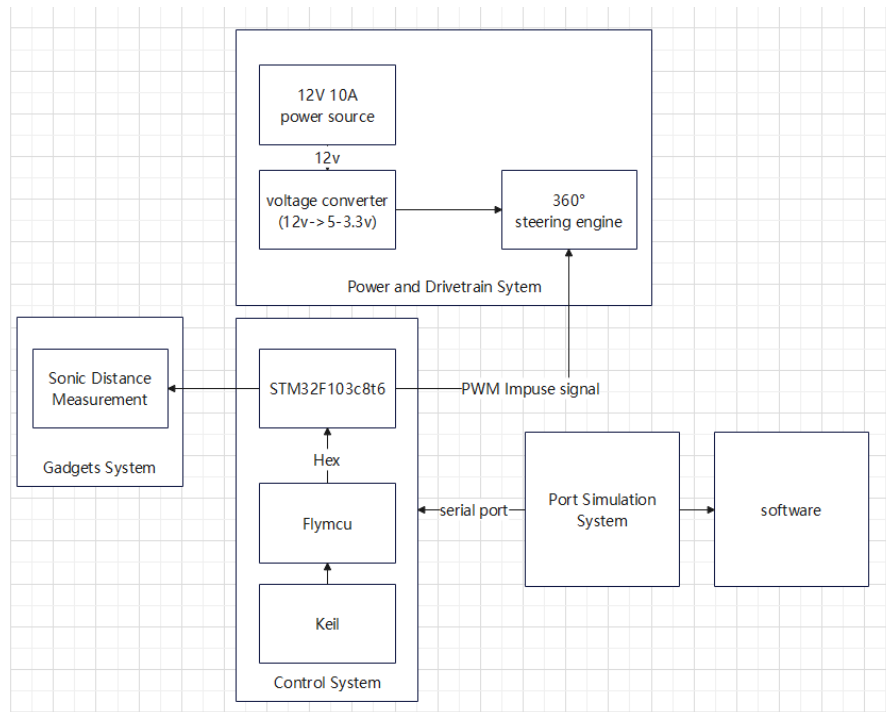 12V 10A
power source
12v
voltage converter
(12v->5-3.3v)
360°
steering engine
Power and Drivetrain Sytem
Sonic Distance
Measurement
Gadgets System
STM32F103c8t6
PWM Impuse signal
Hex
Flymcu
serial port
Port Simulation
System
software
Keil
Control System